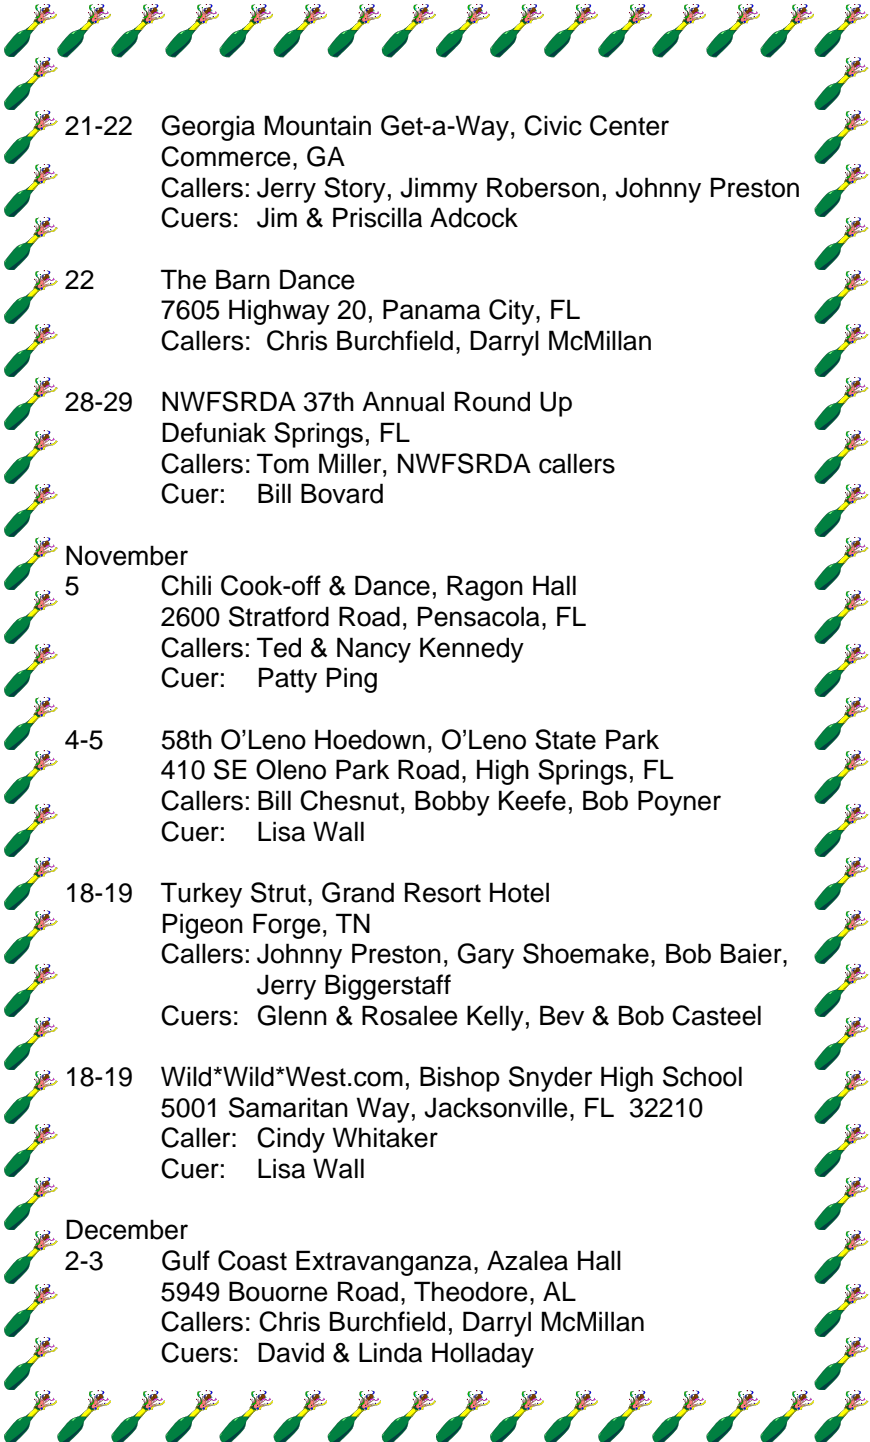 21-22 Georgia Mountain Get-a-Way, Civic Center
Commerce, GA
Callers: Jerry Story, Jimmy Roberson, Johnny Preston
Cuers: Jim & Priscilla Adcock
22 The Barn Dance
7605 Highway 20, Panama City, FL
Callers: Chris Burchfield, Darryl McMillan
28-29 NWFSRDA 37th Annual Round Up
Defuniak Springs, FL
Callers: Tom Miller, NWFSRDA callers
Cuer: Bill Bovard
November
5 Chili Cook-off & Dance, Ragon Hall
2600 Stratford Road, Pensacola, FL
Callers: Ted & Nancy Kennedy
Cuer: Patty Ping
4-5 58th O’Leno Hoedown, O’Leno State Park
410 SE Oleno Park Road, High Springs, FL
Callers: Bill Chesnut, Bobby Keefe, Bob Poyner
Cuer: Lisa Wall
18-19 Turkey Strut, Grand Resort Hotel
Pigeon Forge, TN
Callers: Johnny Preston, Gary Shoemake, Bob Baier,
Jerry Biggerstaff
Cuers: Glenn & Rosalee Kelly, Bev & Bob Casteel
18-19 Wild*Wild*West.com, Bishop Snyder High School
5001 Samaritan Way, Jacksonville, FL 32210
Caller: Cindy Whitaker
Cuer: Lisa Wall
December
2-3 Gulf Coast Extravanganza, Azalea Hall
5949 Bouorne Road, Theodore, AL
Callers: Chris Burchfield, Darryl McMillan
Cuers: David & Linda Holladay